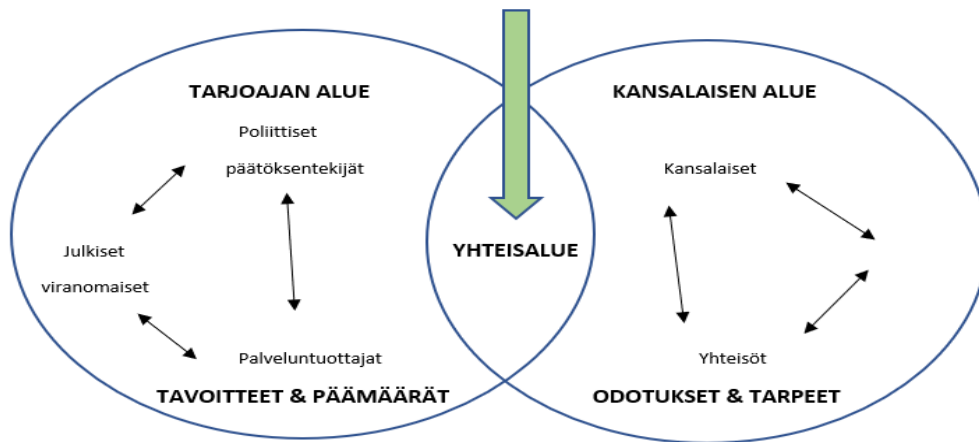 TARJOAJAN ALUE
Poliittiset
päätöksentekijät
Julkiset
viranomaiset
Palveluntuottajat
TAVOITTEET & PÄÄMÄÄRÄT
YHTEISALUE
KANSALAISEN ALUE
Kansalaiset
Yhteisöt
ODOTUKSET & TARPEET